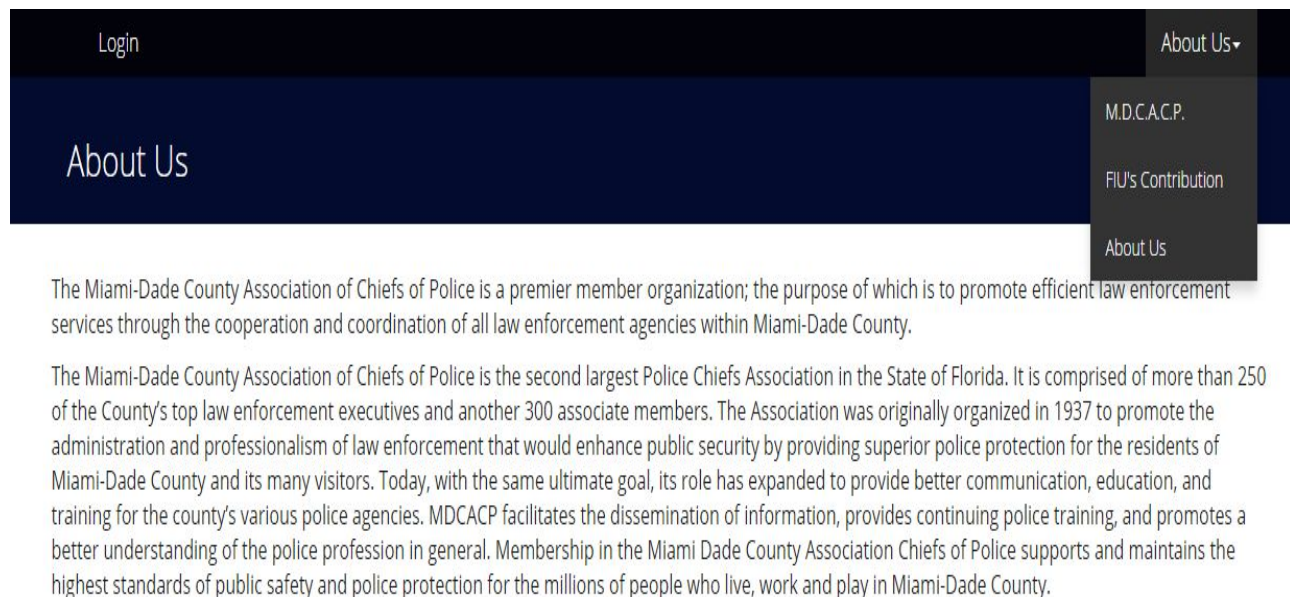 Login
About Us
M.D.C.A.C.P.
About Us
FIU's Contribution
About Us
The Miami-Dade County Association of Chiefs of Police is a premier member organization; the purpose of which is to promote efficient law enforcement
services through the cooperation and coordination of all law enforcement agencies within Miami-Dade County.
The Miami-Dade County Association of Chiefs of Police is the second largest Police Chiefs Association in the State of Florida. It is comprised of more than 250
of the County's top law enforcement executives and another 300 associate members. The Association was originally organized in 1937 to promote the
administration and professionalism of law enforcement that would enhance public security by providing superior police protection for the residents of
Miami-Dade County and its many visitors. Today, with the same ultimate goal, its role has expanded to provide better communication, education, and
training for the county's various police agencies. MDCACP facilitates the dissemination of information, provides continuing police training, and promotes a
better understanding of the police profession in general. Membership in the Miami Dade County Association Chiefs of Police supports and maintains the
highest standards of public safety and police protection for the millions of people who live, work and play in Miami-Dade County.